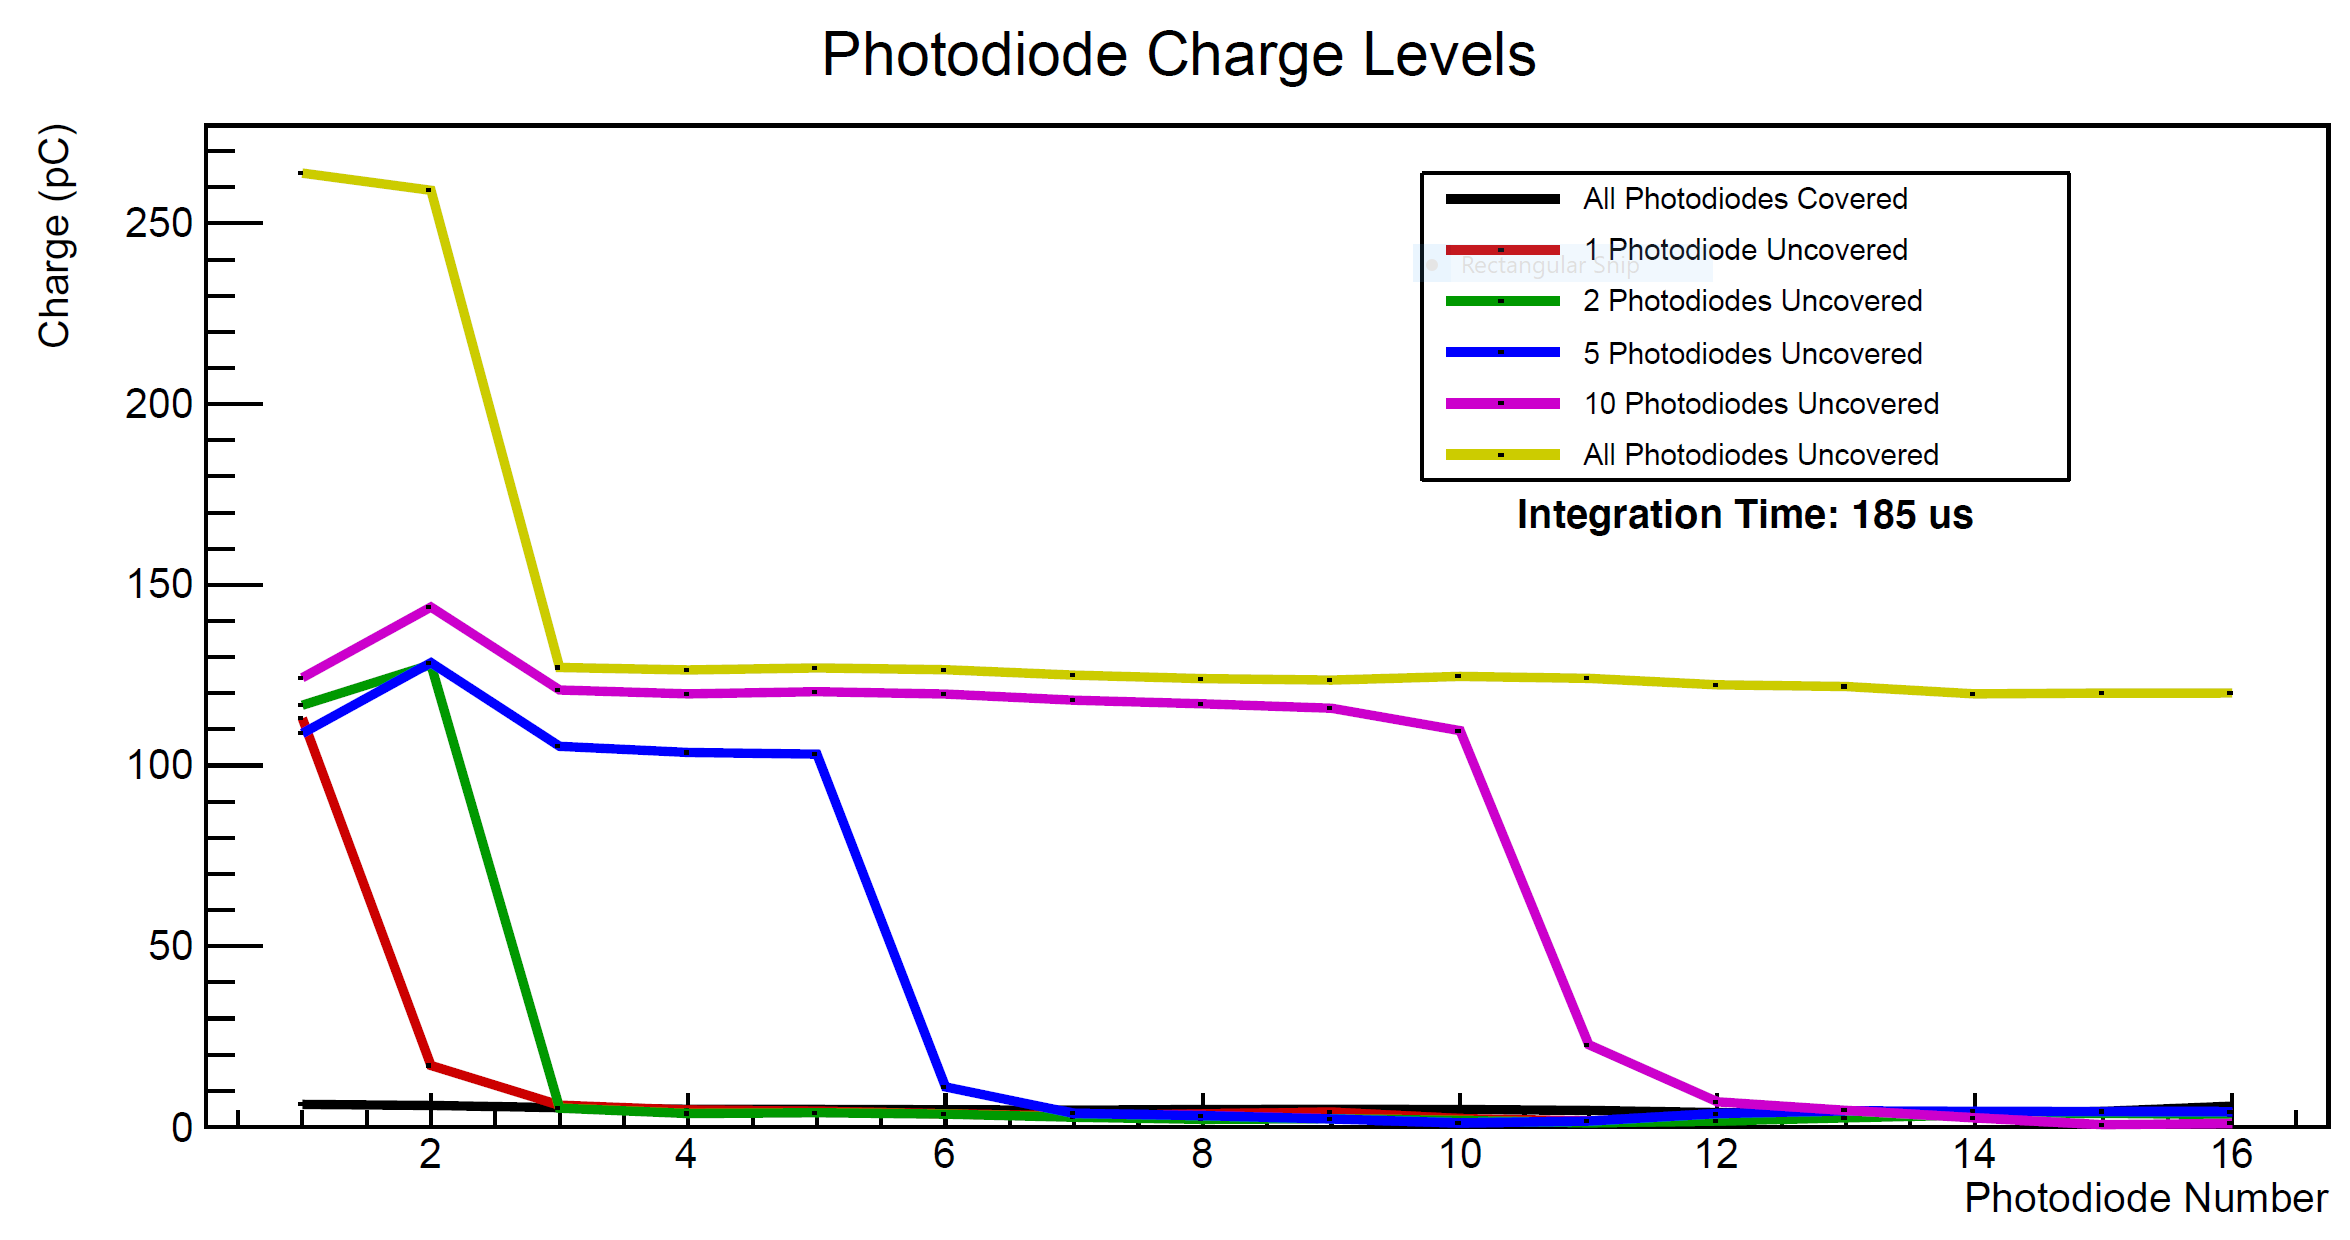 Photodiode Charge Levels
Charge (pC)
250
200
150
100
50
0
All Photodiodes Covered
1 Photodiode Uncovered
Rectangular Snip
2 Photodiodes Uncovered
5 Photodiodes Uncovered
10 Photodiodes Uncovered
All Photodiodes Uncovered
Integration Time: 185 us
2 4 6 8 10 12 14 16
Photodiode Number